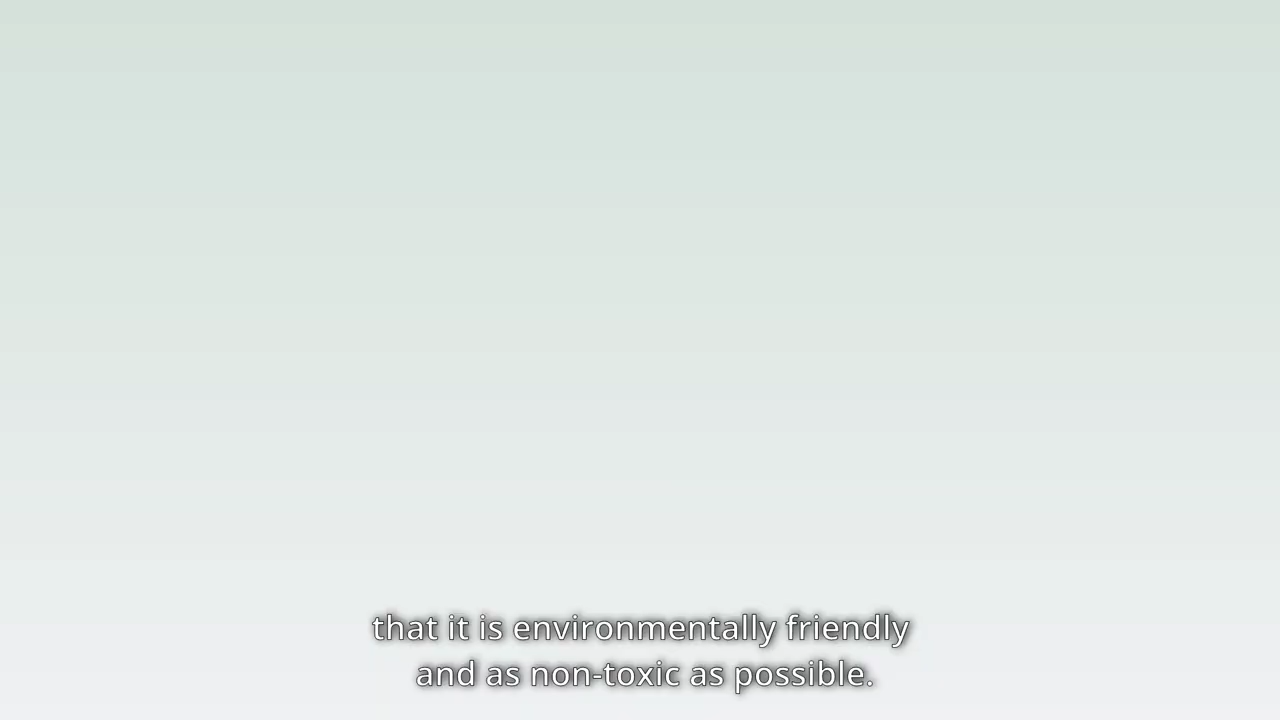 that it is environmentally friendly
and as non-toxic as possible.